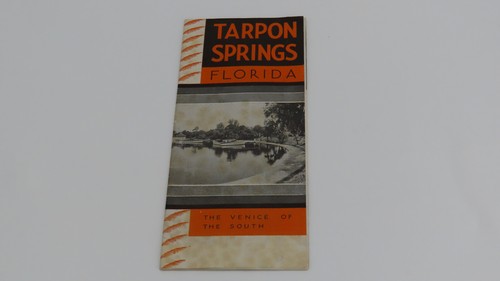 TARPON
SPRINGS
FLORIDA
THE VENICE OF
THE SOUTH